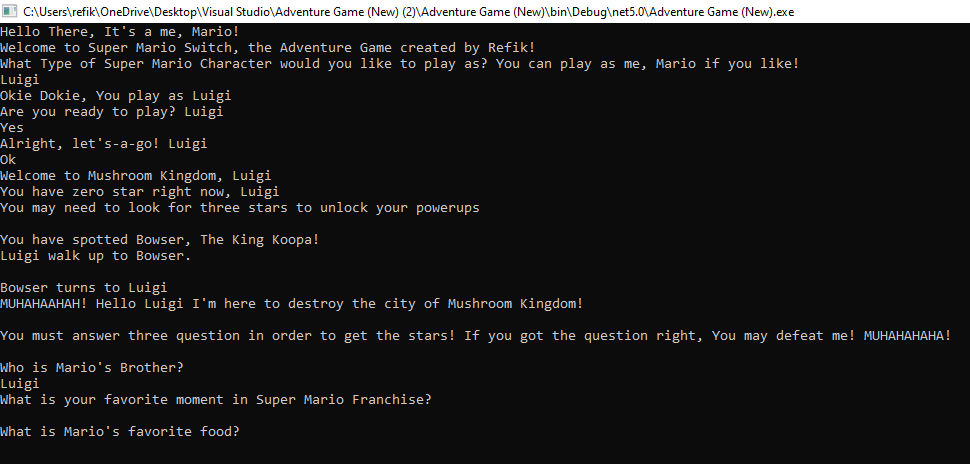 C:\Users\refik\OneDrive\Desktop\Visual Studio\Adventure Game (New) (2)\Adventure Game (New)\bin\Debug\net5.0\Adventure Game (New).exe
Hello There, It's a me, Mario!
Welcome to Super Mario Switch, the Adventure Game created by Refik!
What Type of Super Mario Character would you like to play as? You can play as me, Mario if you like!
Luigi
Okie Dokie, You play as Luigi
Are you ready to play? Luigi
Yes
Alright, let's-a-go! Luigi
Ok
Welcome to Mushroom Kingdom, Luigi
You have zero star right now, Luigi
You may need to look for three stars to unlock your powerups
You have spotted Bowser, The King Koopa!
Luigi walk up to Bowser.
Bowser turns to Luigi
MUHAHAAHAH! Hello Luigi I'm here to destroy the city of Mushroom Kingdom!
You must answer three question in order to get the stars! If you got the question right, You may defeat me! MUHAHAHAHA!
Who is Mario's Brother?
Luigi
What is your favorite moment in Super Mario Franchise?
What is Mario's favorite food?